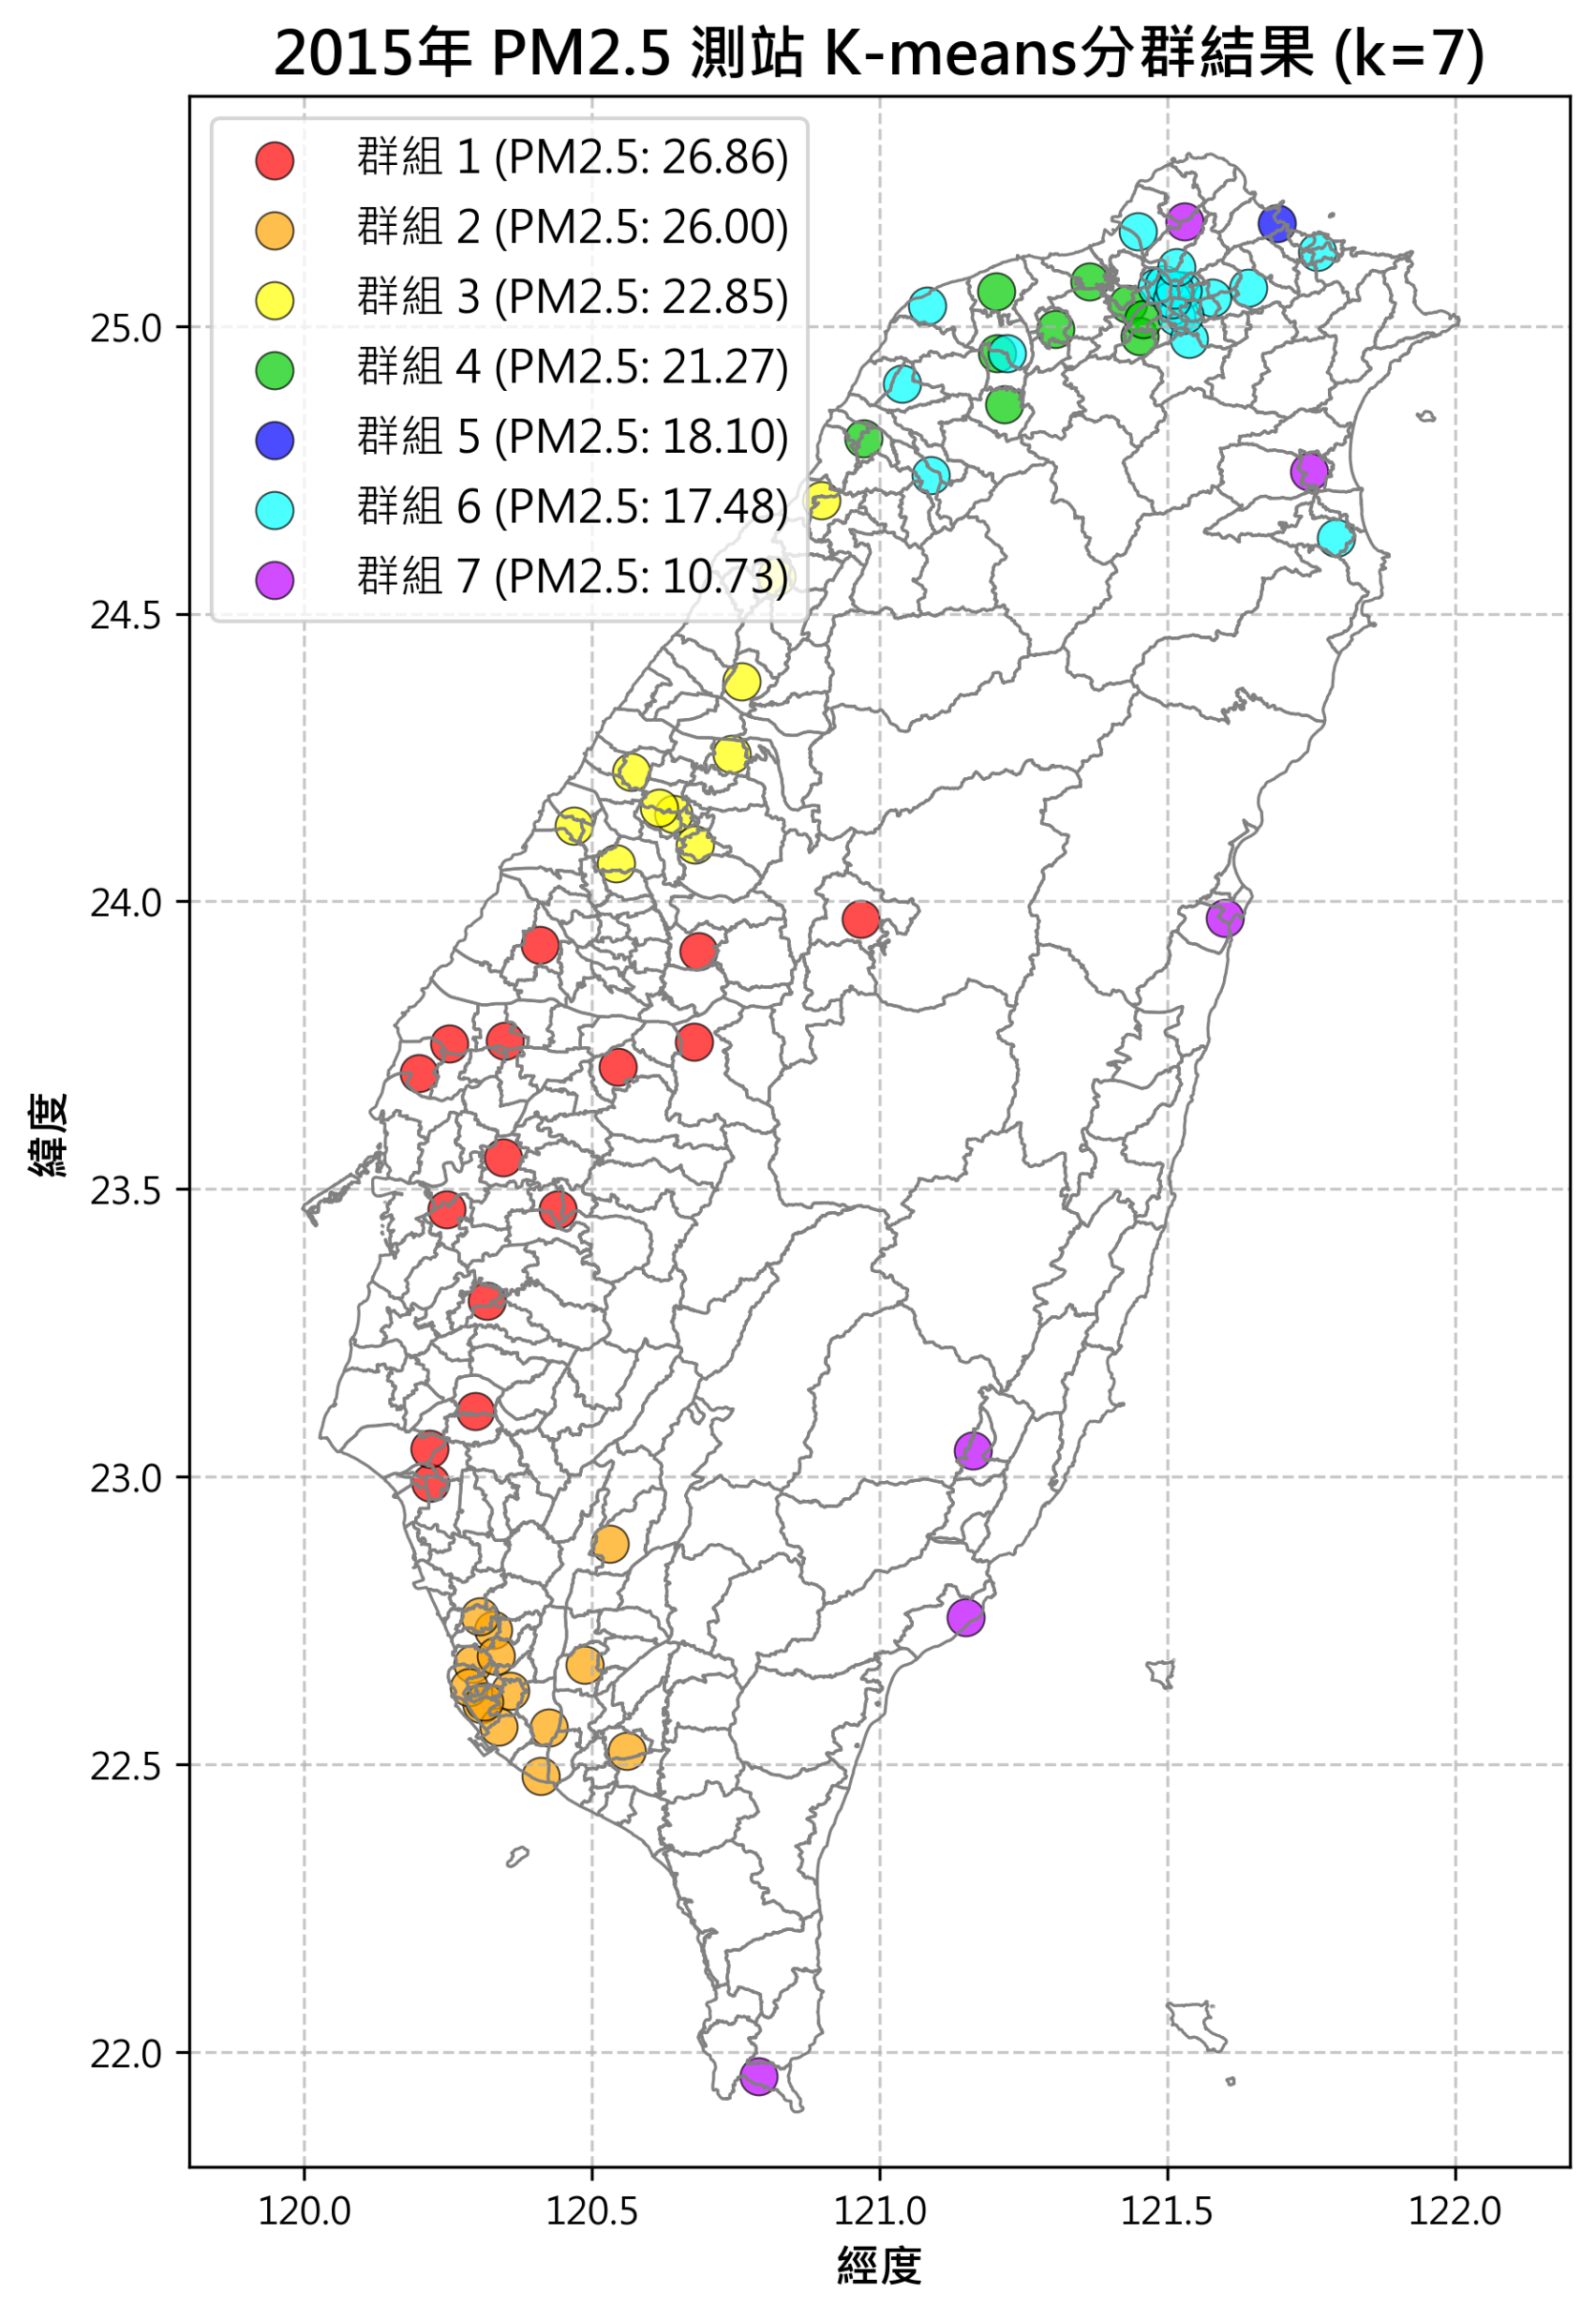 2015年 PM2.5 測站 K-means分群結果 (k=7)
群組 1 (PM2.5: 26.86)
群組 2 (PM2.5: 26.00)
群組 3 (PM2.5: 22.85)
群組 4 (PM2.5: 21.27)
群組 5 (PM2.5: 18.10)
群組 6 (PM2.5: 17.48)
群組 7 (PM2.5: 10.73)
25.0
24.5
24.0
23.5
23.0
22.5
22.0
緯度
120.0 120.5 121.0 121.5 122.0
經度